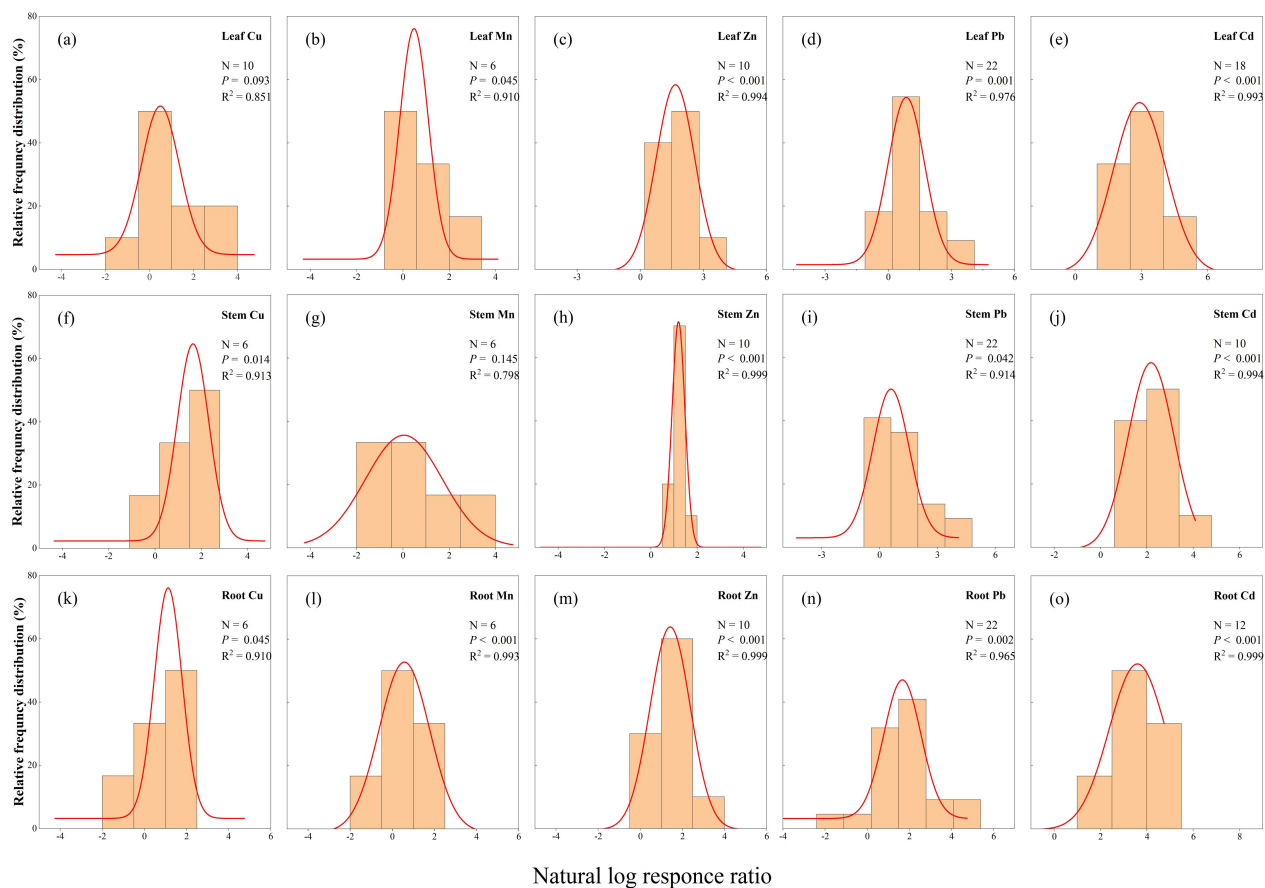 Relative frequncy distribution (%)
80
60
40
20
0
(a)
Leaf Cu
N = 10
P = 0.093
R² = 0.851
-4 -2 0 2 4
(b)
Leaf Mn
N = 6
P = 0.045
R² = 0.910
-4 -2 0 2 4
(c)
Leaf Zn
N = 10
P < 0.001
R² = 0.994
-3 0 3 6
(d)
Leaf Pb
N = 22
P = 0.001
R² = 0.976
-3 0 3 6
(e)
Leaf Cd
N = 18
P < 0.001
R² = 0.993
0 3 6
Relative frequncy distribution (%)
80
60
40
20
0
(f)
Stem Cu
N = 6
P = 0.014
R² = 0.913
-4 -2 0 2 4
(g)
Stem Mn
N = 6
P = 0.145
R² = 0.798
-4 -2 0 2 4
(h)
Stem Zn
N = 10
P < 0.001
R² = 0.999
-4 -2 0 2 4
(i)
Stem Pb
N = 22
P = 0.042
R² = 0.914
-3 0 3 6
(j)
Stem Cd
N = 10
P < 0.001
R² = 0.994
-2 0 2 4 6
Relative frequncy distribution (%)
80
60
40
20
0
(k)
Root Cu
N = 6
P = 0.045
R² = 0.910
-4 -2 0 2 4 6
(l)
Root Mn
N = 6
P < 0.001
R² = 0.993
-4 -2 0 2 4 6
(m)
Root Zn
N = 10
P < 0.001
R² = 0.999
-4 -2 0 2 4 6
(n)
Root Pb
N = 22
P = 0.002
R² = 0.965
-4 -2 0 2 4 6
(o)
Root Cd
N = 12
P < 0.001
R² = 0.999
0 2 4 6 8
Natural log responce ratio